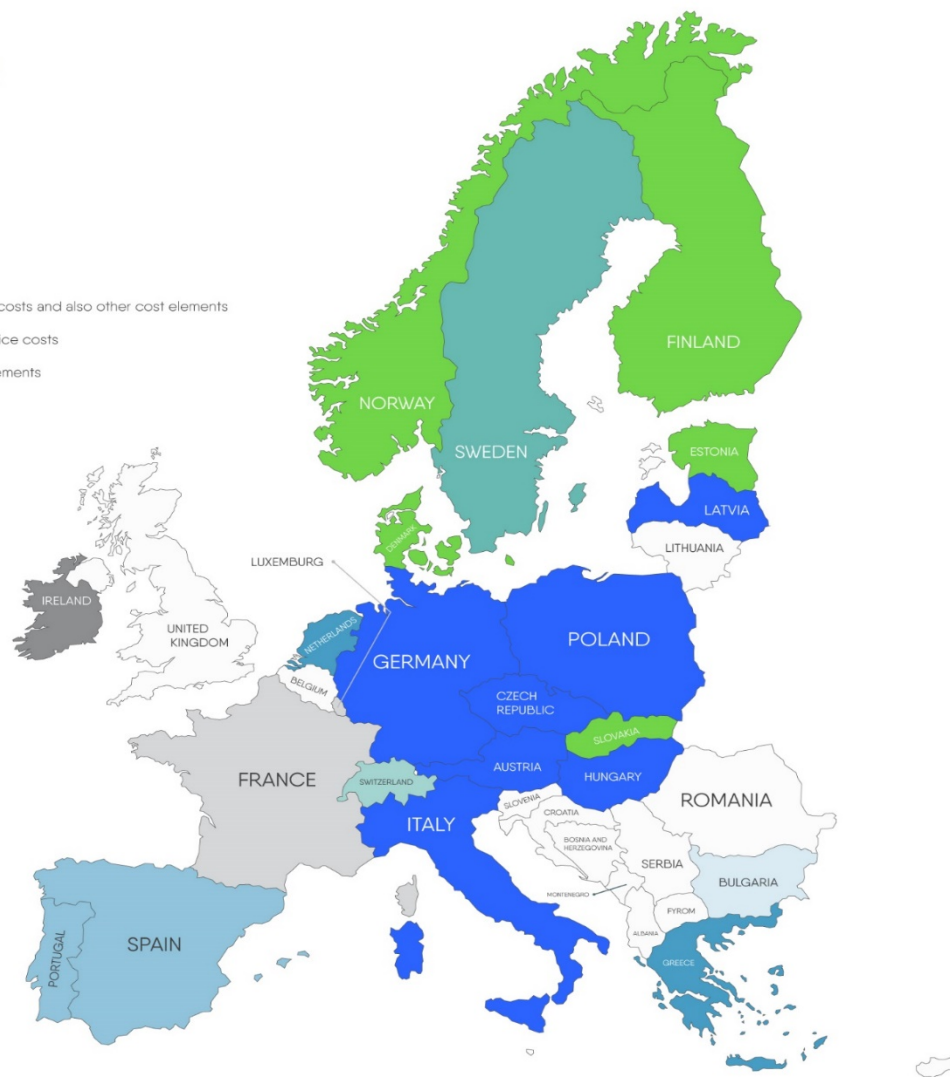 costs and also other cost elements
ice costs
ements
FINLAND
NORWAY
SWEDEN
ESTONIA
LATVIA
LITHUANIA
DENMARK
LUXEMBURG
IRELAND
UNITED
KINGDOM
NETHERLANDS
POLAND
GERMANY
BELGIUM
CZECH
REPUBLIC
SLOVAKIA
AUSTRIA
HUNGARY
FRANCE
SWITZERLAND
ROMANIA
SLOVENIA
CROATIA
ITALY
BOSNIA AND
HERZEGOVINA
SERBIA
BULGARIA
MONTENEGRO
FYROM
ALBANIA
SPAIN
PORTUGAL
GREECE